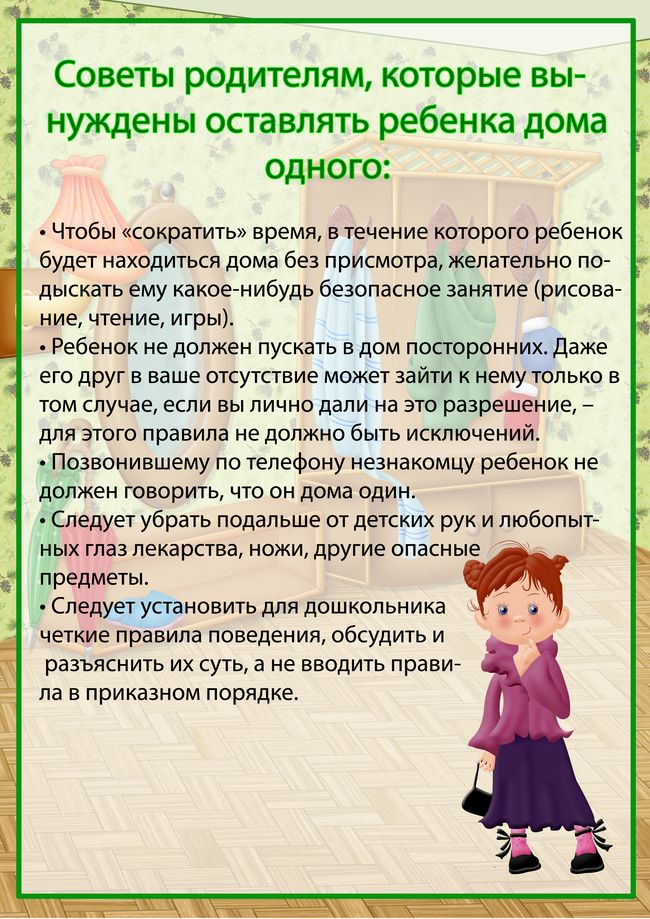 Советы родителям, которые вы-
нуждены оставлять ребенка дома
одного:
• Чтобы «сократить» время, в течение которого ребенок
будет находиться дома без присмотра, желательно по-
дыскать ему какое-нибудь безопасное занятие (рисова-
ние, чтение, игры).
• Ребенок не должен пускать в дом посторонних. Даже
его друг в ваше отсутствие может зайти к нему только в
том случае, если вы лично дали на это разрешение, –
для этого правила не должно быть исключений.
• Позвонившему по телефону незнакомцу ребенок не
должен говорить, что он дома один.
• Следует убрать подальше от детских рук и любопыт-
ных глаз лекарства, ножи, другие опасные
предметы.
• Следует установить для дошкольника
четкие правила поведения, обсудить и
разъяснить их суть, а не вводить прави-
ла в приказном порядке.